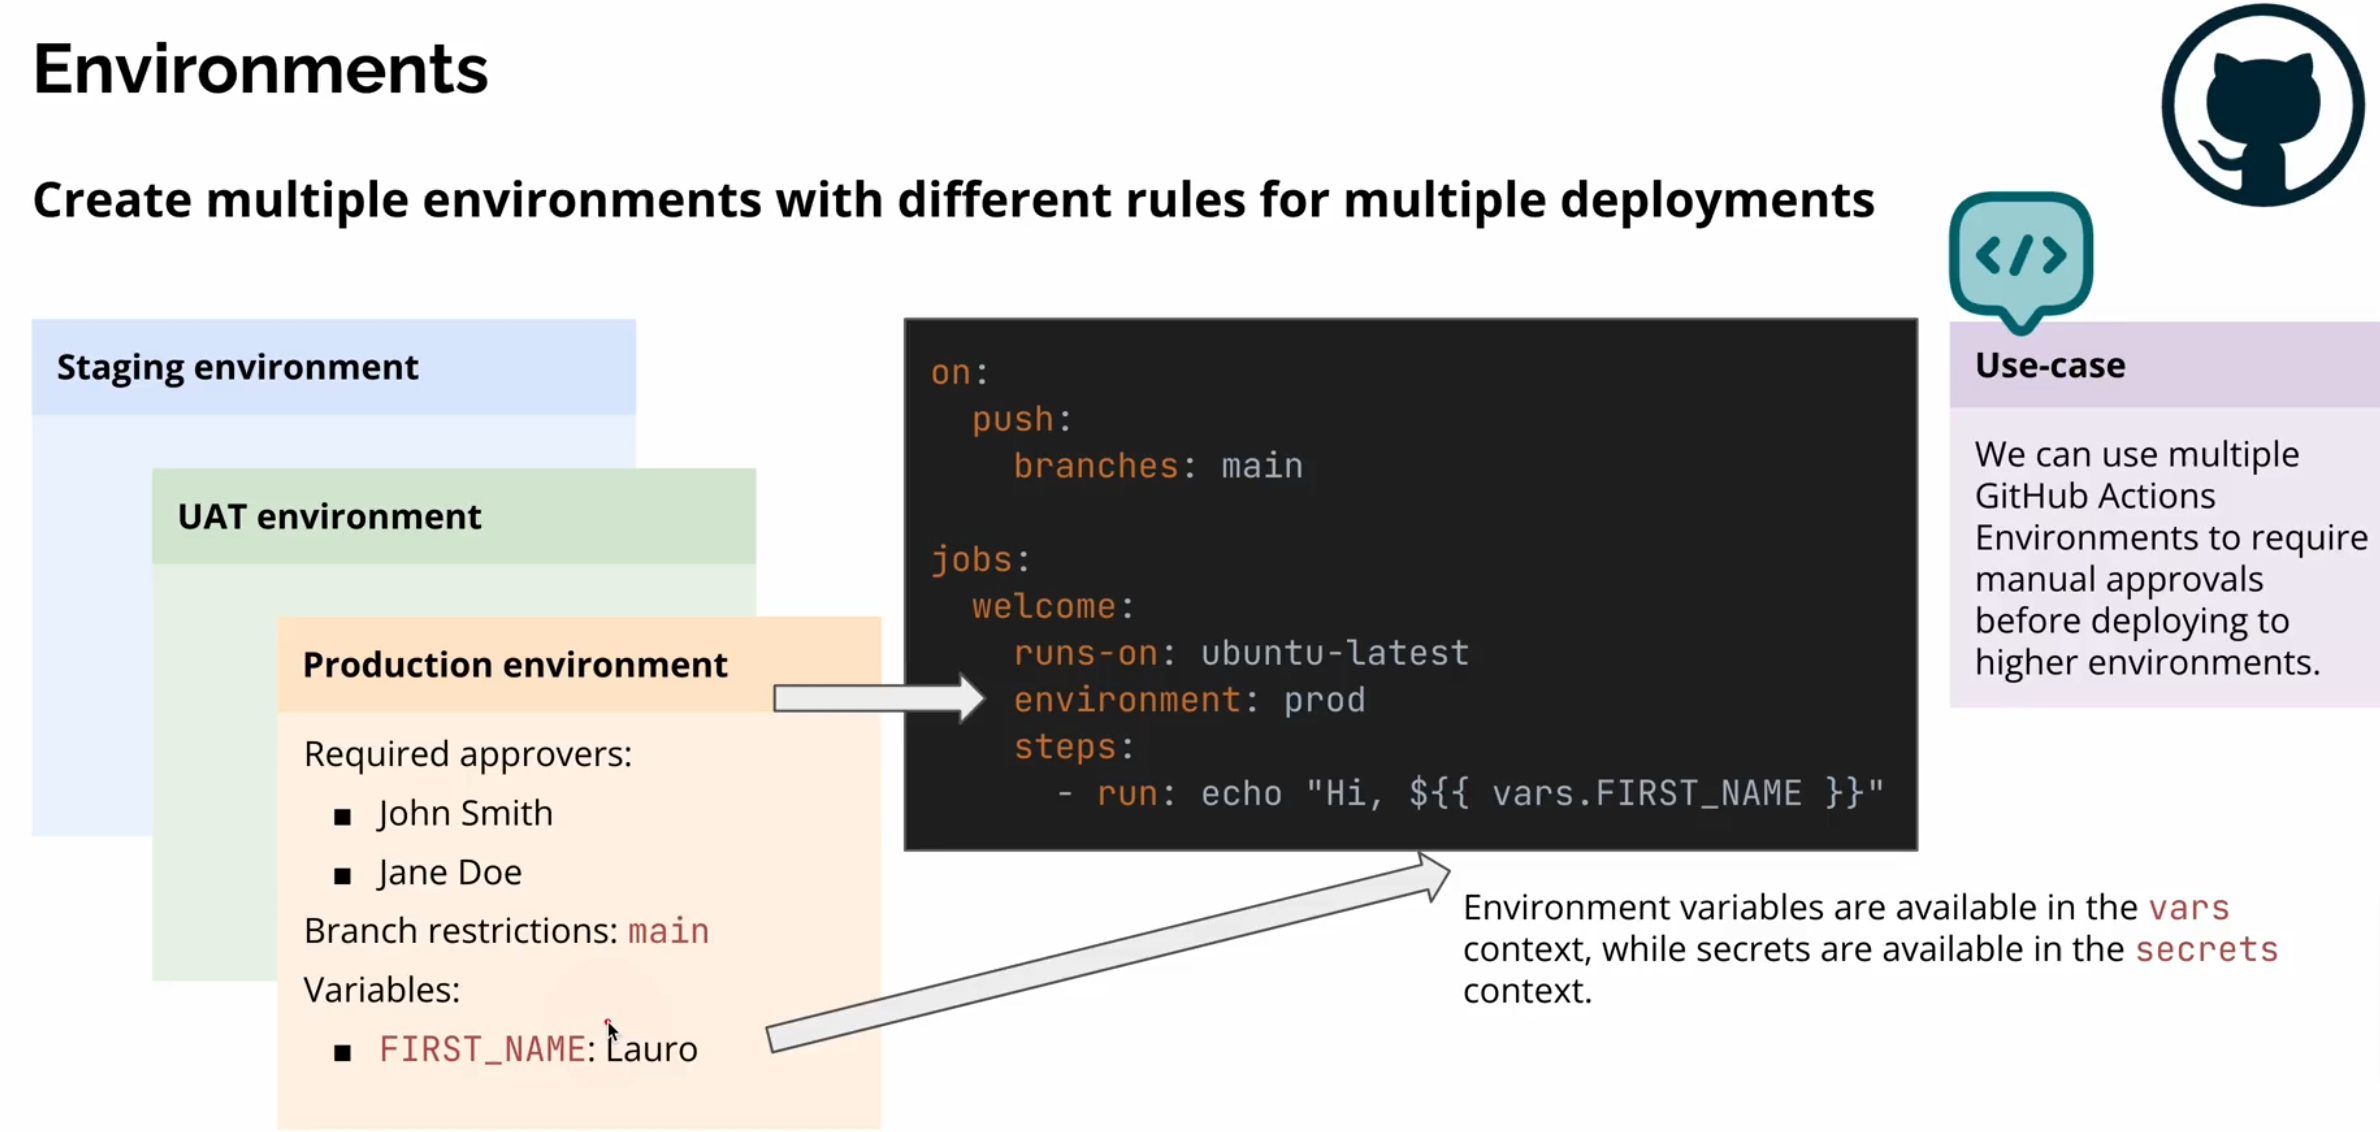 Environments
Create multiple environments with different rules for multiple deployments
Staging environment
UAT environment
Production environment
Required approvers:
▪ John Smith
▪ Jane Doe
Branch restrictions: main
Variables:
▪ FIRST_NAME: Lauro
on:
  push:
    branches: main

jobs:
  welcome:
    runs-on: ubuntu-latest
    environment: prod
    steps:
      - run: echo "Hi, ${{ vars.FIRST_NAME }}"
Environment variables are available in the vars
context, while secrets are available in the secrets
context.
</>
Use-case
We can use multiple
GitHub Actions
Environments to require
manual approvals
before deploying to
higher environments.